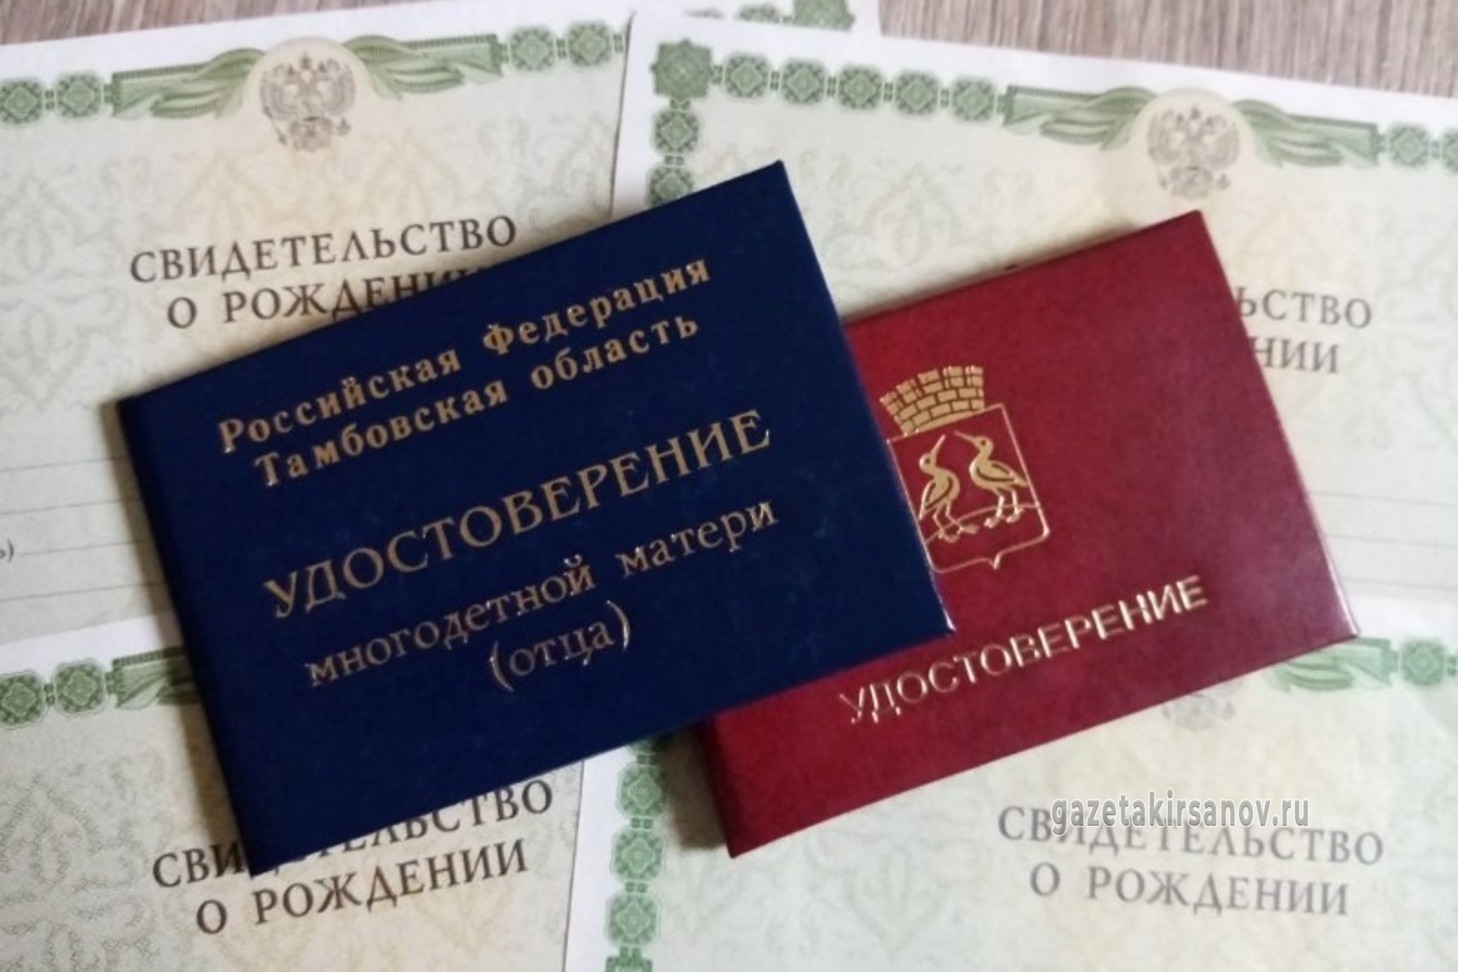 СВИДЕТЕЛЬСТВО
О РОЖДЕНИИ
Российская Федерация
Тамбовская область
УДОСТОВЕРЕНИЕ
многодетной матери
(отца)
УДОСТОВЕРЕНИЕ
СВИДЕТЕЛЬСТВО
О РОЖДЕНИИ
gazetakirsanov.ru
СВИДЕТЕЛЬСТВО
О РОЖДЕНИИ